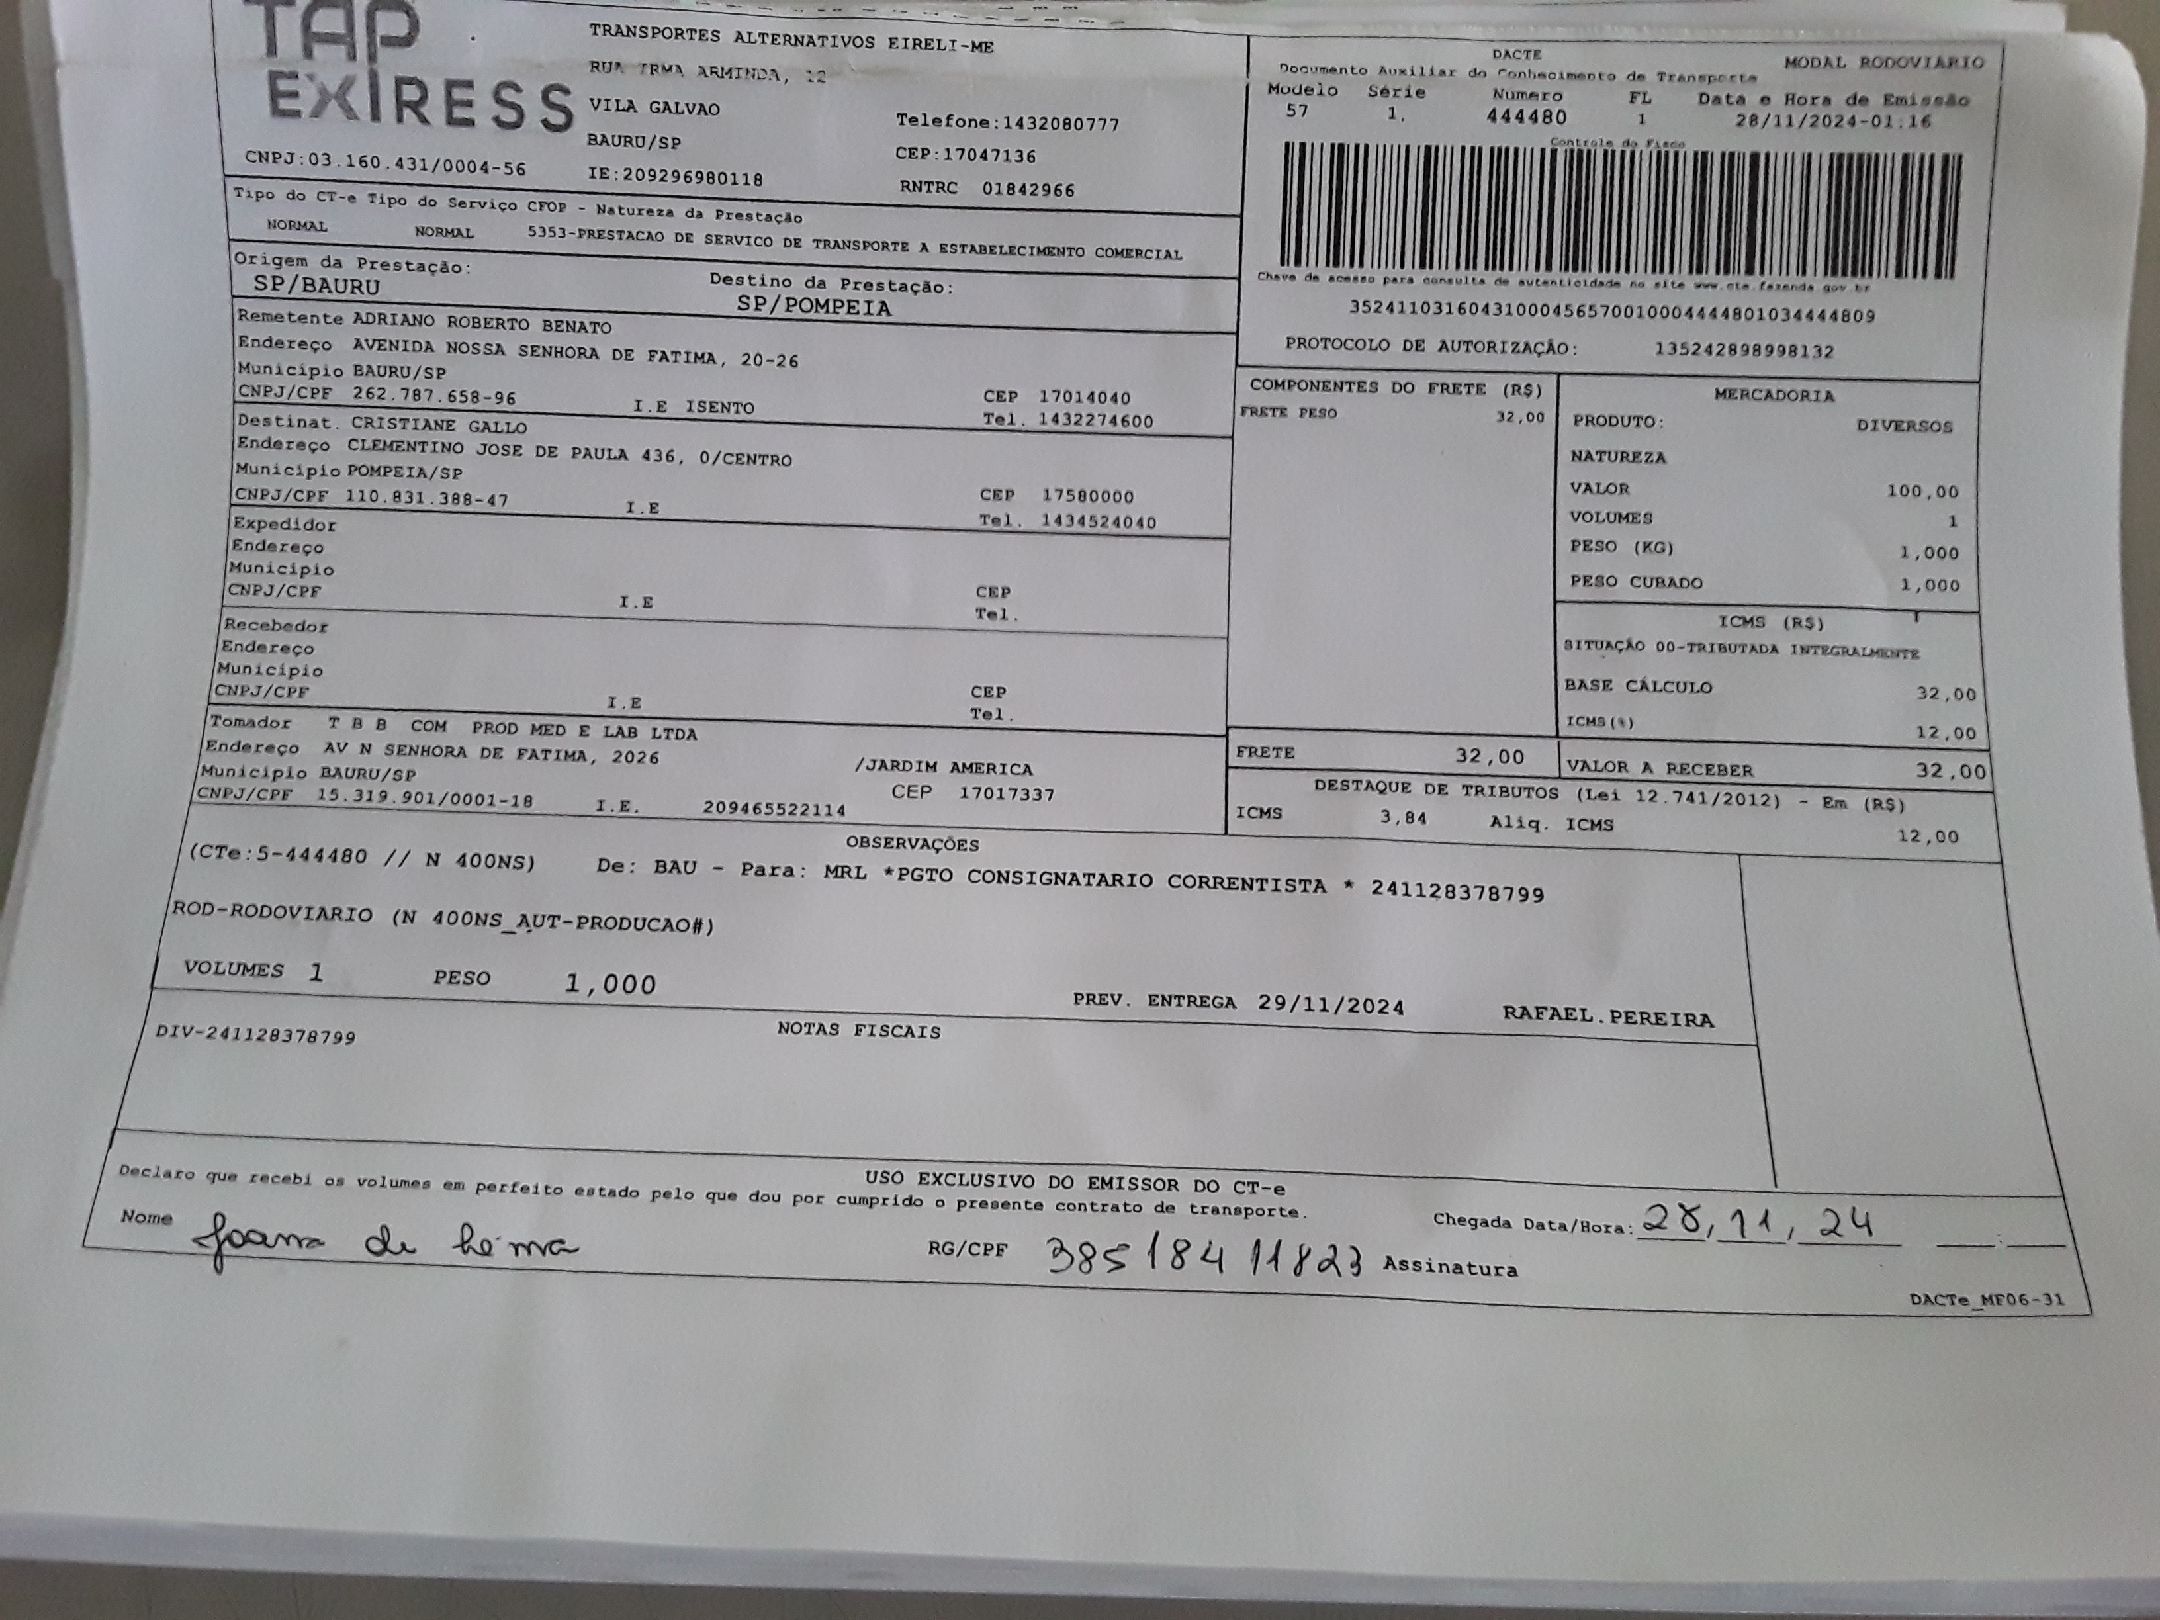 TAP
EXIRESS
CNPJ:03.160.431/0004-56
TRANSPORTES ALTERNATIVOS EIRELI-ME
RUA IRMA ARMINDA, 12
VILA GALVAO
BAURU/SP
IE:209296980118
Telefone:1432080777
CEP:17047136
RNTRC 01842966
DACTE MODAL RODOVIARIO
Documento Auxiliar do Conhecimento de Transporte
Modelo Série Número FL Data e Hora de Emissão
57 1. 444480 1 28/11/2024-01:16
Controle do Fisco
Chave de acesso para consulta de autenticidade no site www.cte.fazenda.gov.br
35241103160431000456570010004444801034444809
PROTOCOLO DE AUTORIZAÇÃO: 135242898998132
Tipo do CT-e Tipo do Serviço CFOP - Natureza da Prestação
NORMAL NORMAL 5353-PRESTACAO DE SERVICO DE TRANSPORTE A ESTABELECIMENTO COMERCIAL
Origem da Prestação: Destino da Prestação:
SP/BAURU SP/POMPEIA
Remetente ADRIANO ROBERTO BENATO
Endereço AVENIDA NOSSA SENHORA DE FATIMA, 20-26
Município BAURU/SP CEP 17014040
CNPJ/CPF 262.787.658-96 I.E ISENTO Tel. 1432274600
Destinat. CRISTIANE GALLO
Endereço CLEMENTINO JOSE DE PAULA 436, 0/CENTRO
Município POMPEIA/SP CEP 17580000
CNPJ/CPF 110.831.388-47 I.E Tel. 1434524040
Expedidor
Endereço
Município CEP
CNPJ/CPF I.E Tel.
Recebedor
Endereço
Município CEP
CNPJ/CPF I.E Tel.
Tomador T B B COM PROD MED E LAB LTDA
Endereço AV N SENHORA DE FATIMA, 2026 /JARDIM AMERICA
Município BAURU/SP CEP 17017337
CNPJ/CPF 15.319.901/0001-18 I.E. 209465522114
COMPONENTES DO FRETE (R$)
FRETE PESO 32,00
MERCADORIA
PRODUTO: DIVERSOS
NATUREZA
VALOR 100,00
VOLUMES 1
PESO (KG) 1,000
PESO CUBADO 1,000
ICMS (R$)
SITUAÇÃO 00-TRIBUTADA INTEGRALMENTE
BASE CÁLCULO 32,00
ICMS(%) 12,00
FRETE 32,00 VALOR A RECEBER 32,00
DESTAQUE DE TRIBUTOS (Lei 12.741/2012) - Em (R$)
ICMS 3,84 Aliq. ICMS 12,00
OBSERVAÇÕES
(CTe:5-444480 // N 400NS) De: BAU - Para: MRL *PGTO CONSIGNATARIO CORRENTISTA * 241128378799
ROD-RODOVIARIO (N 400NS_AUT-PRODUCAO#)
VOLUMES 1 PESO 1,000 PREV. ENTREGA 29/11/2024 RAFAEL.PEREIRA
NOTAS FISCAIS
DIV-241128378799
USO EXCLUSIVO DO EMISSOR DO CT-e
Declaro que recebi os volumes em perfeito estado pelo que dou por cumprido o presente contrato de transporte.
Chegada Data/Hora: 28, 11, 24 :
Nome Joana de RG/CPF 38518411823 Assinatura
DACTe_MF06-31